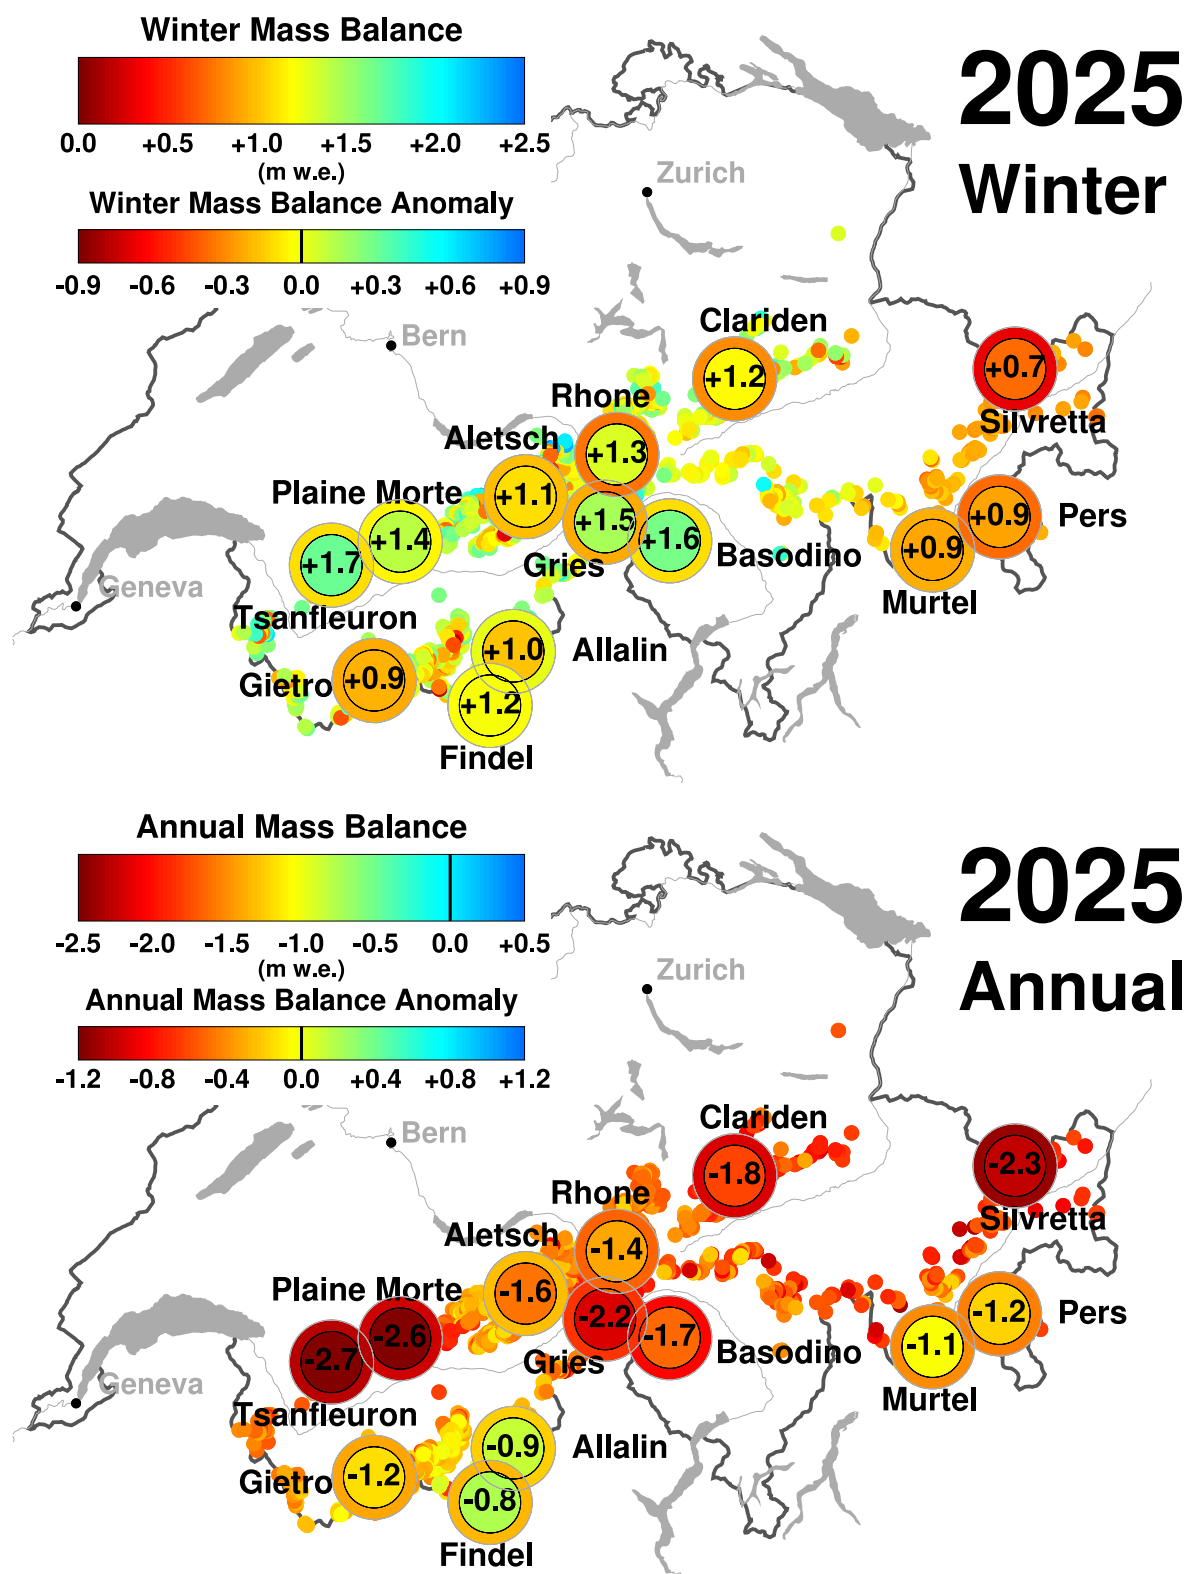 Winter Mass Balance
0.0 +0.5 +1.0 +1.5 +2.0 +2.5
(m w.e.)
Winter Mass Balance Anomaly
-0.9 -0.6 -0.3 0.0 +0.3 +0.6 +0.9
2025
Winter
Zurich
Bern
Geneva
Clariden
+1.2
+0.7
Silvretta
Rhone
+1.3
Aletsch
+1.1
Plaine Morte
+1.4
+1.7
Tsanfleuron
+1.5
Gries
+1.6
Basodino
+0.9
Pers
+0.9
Murtel
+1.0
Allalin
Gietro
+0.9
+1.2
Findel
Annual Mass Balance
-2.5 -2.0 -1.5 -1.0 -0.5 0.0 +0.5
(m w.e.)
Annual Mass Balance Anomaly
-1.2 -0.8 -0.4 0.0 +0.4 +0.8 +1.2
2025
Annual
Zurich
Bern
Geneva
Clariden
-1.8
-2.3
Silvretta
Rhone
-1.4
Aletsch
-1.6
Plaine Morte
-2.6
-2.7
Tsanfleuron
-2.2
Gries
-1.7
Basodino
-1.2
Pers
-1.1
Murtel
-0.9
Allalin
Gietro
-1.2
-0.8
Findel